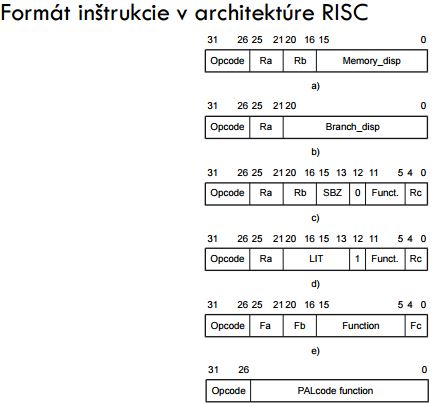 Formát inštrukcie v architektúre RISC
31 26 25 21 20 16 15 0
Opcode Ra Rb Memory_disp
a)
31 26 25 21 20 0
Opcode Ra Branch_disp
b)
31 26 25 21 20 16 15 13 12 11 5 4 0
Opcode Ra Rb SBZ 0 Funct. Rc
c)
31 26 25 21 20 16 15 13 12 11 5 4 0
Opcode Ra LIT 1 Funct. Rc
d)
31 26 25 21 20 16 15 5 4 0
Opcode Fa Fb Function Fc
e)
31 26 0
Opcode PALcode function